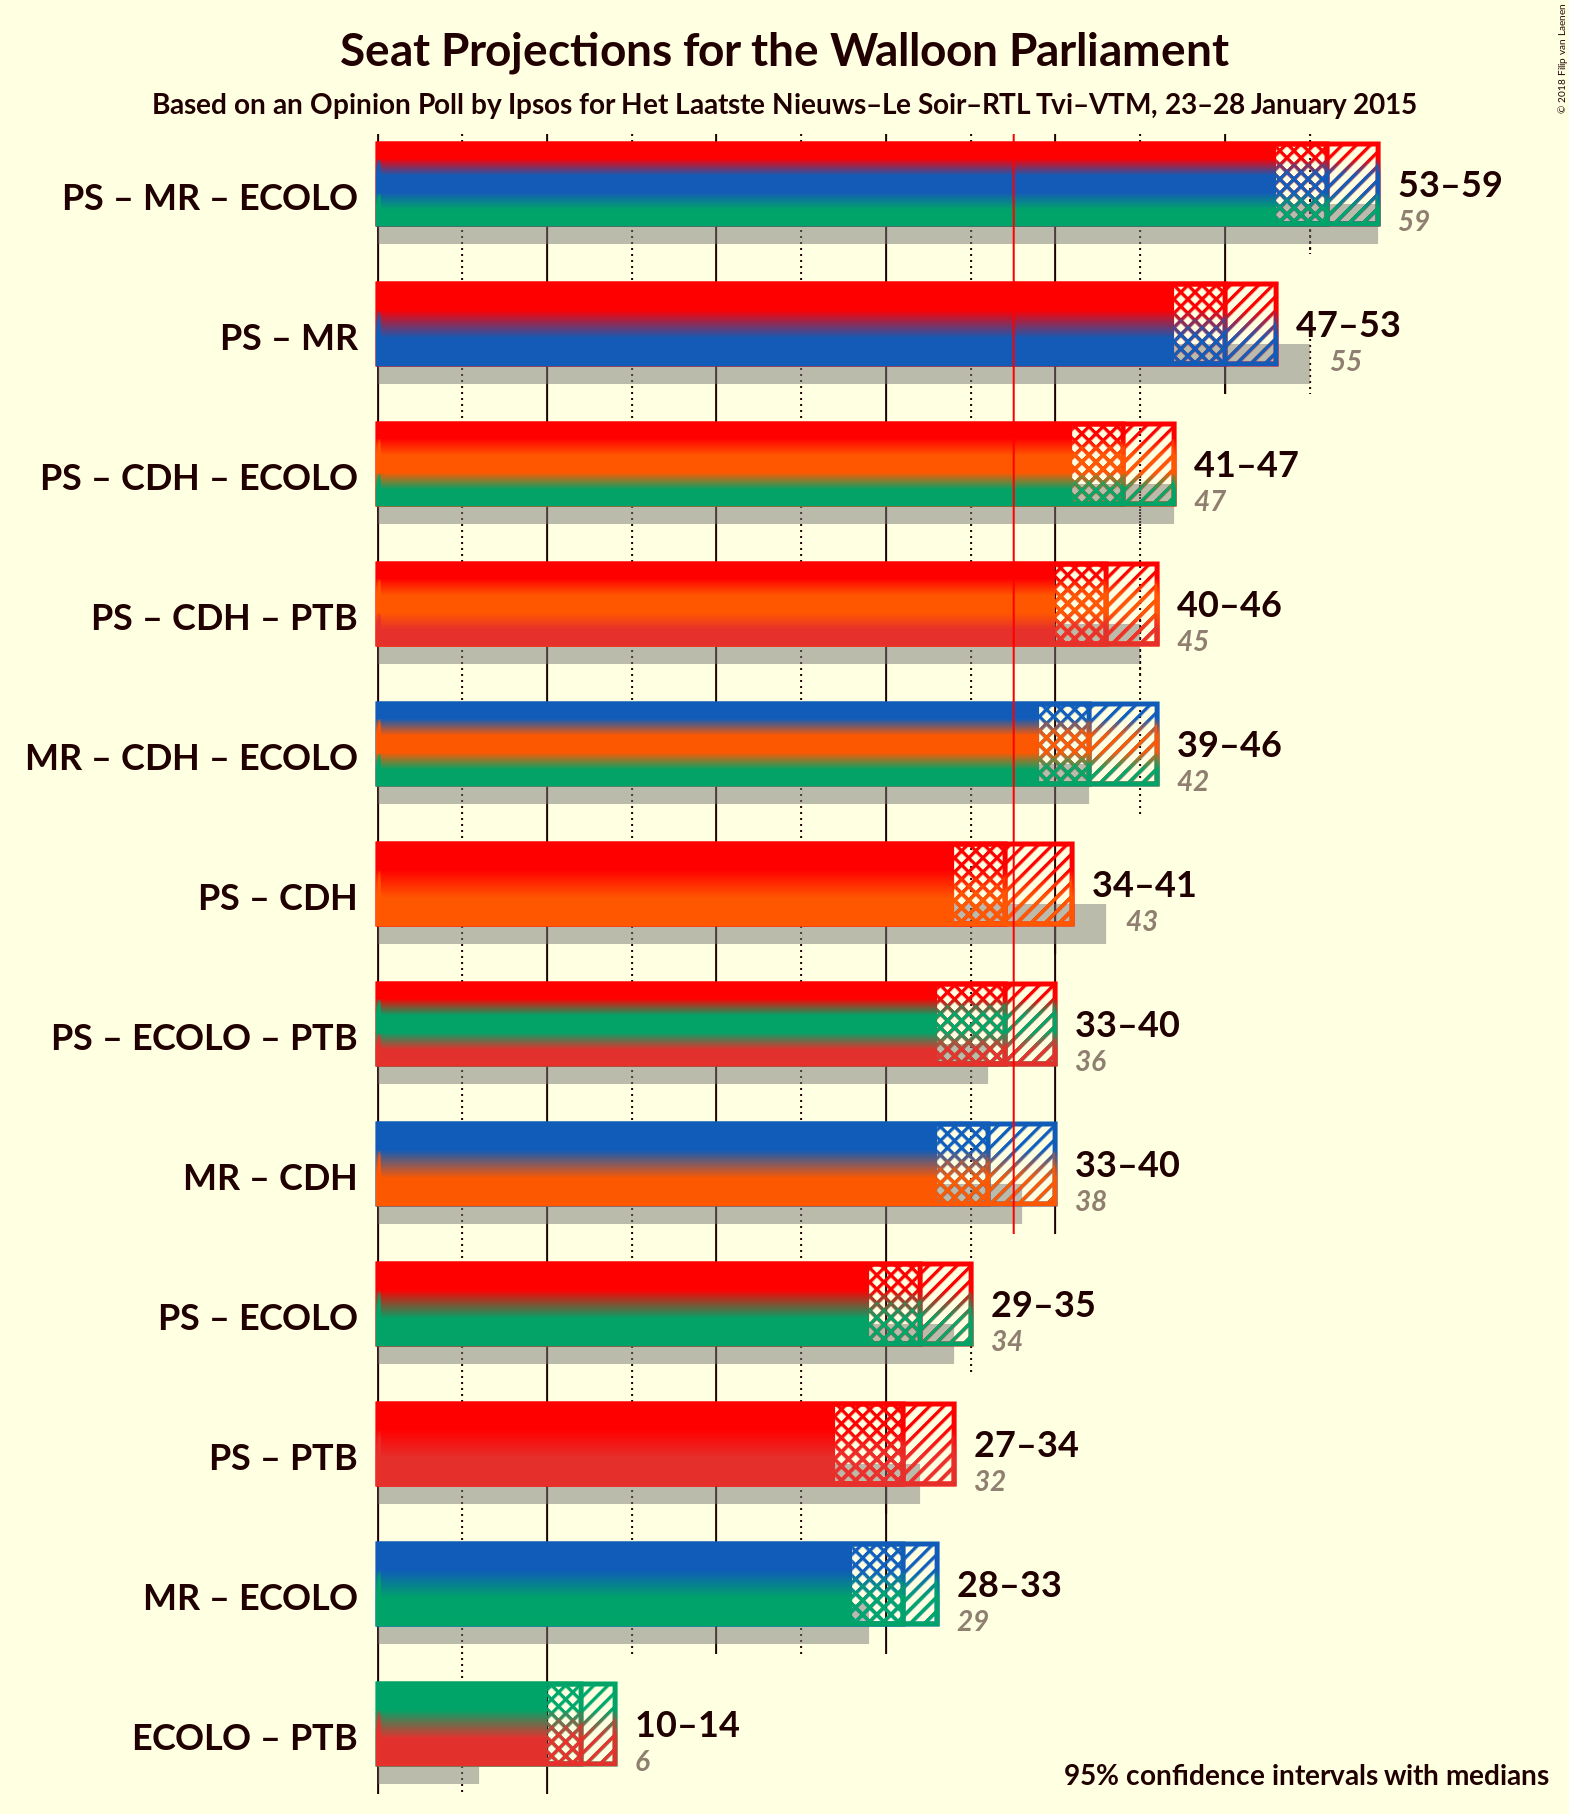 Seat Projections for the Walloon Parliament
Based on an Opinion Poll by Ipsos for Het Laatste Nieuws–Le Soir–RTL Tvi–VTM, 23–28 January 2015
© 2018 Filip van Laenen
PS – MR – ECOLO
53–59
59
PS – MR
47–53
55
PS – CDH – ECOLO
41–47
47
PS – CDH – PTB
40–46
45
MR – CDH – ECOLO
39–46
42
PS – CDH
34–41
43
PS – ECOLO – PTB
33–40
36
MR – CDH
33–40
38
PS – ECOLO
29–35
34
PS – PTB
27–34
32
MR – ECOLO
28–33
29
ECOLO – PTB
10–14
6
95% confidence intervals with medians